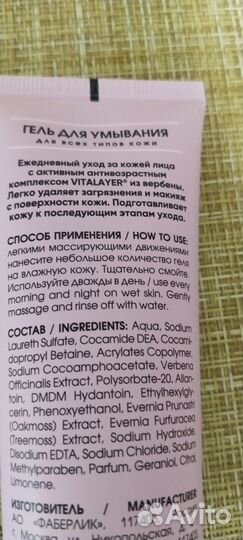 ГЕЛЬ ДЛЯ УМЫВАНИЯ
для всех типов кожи
Ежедневный уход за кожей лица
с активным антивозрастным
комплексом VITALAYER® из вербены.
Легко удаляет загрязнения и макияж
с поверхности кожи. Подготавливает
кожу к последующим этапам ухода.
СПОСОБ ПРИМЕНЕНИЯ / HOW TO USE:
легкими массирующими движениями
нанесите небольшое количество геля
на влажную кожу. Тщательно смойте.
Используйте дважды в день / use every
morning and night on wet skin. Gently
massage and rinse off with water.
СОСТАВ / INGREDIENTS: Aqua, Sodium
Laureth Sulfate, Cocamide DEA, Cocami-
dopropyl Betaine, Acrylates Copolymer,
Sodium Cocoamphoacetate, Verbena
Officinalis Extract, Polysorbate-20, Allan-
toin, DMDM Hydantoin, Ethylhexylgly-
cerin, Phenoxyethanol, Evernia Prunastri
(Oakmoss) Extract, Evernia Furfuracea
(Treemoss) Extract, Sodium Hydroxide,
Disodium EDTA, Sodium Chloride, Sodium
Methylparaben, Parfum, Geraniol, Citral,
Limonene.
ИЗГОТОВИТЕЛЬ / MANUFACTURER
АО "ФАБЕРЛИК",
ул. Никопольская
Avito